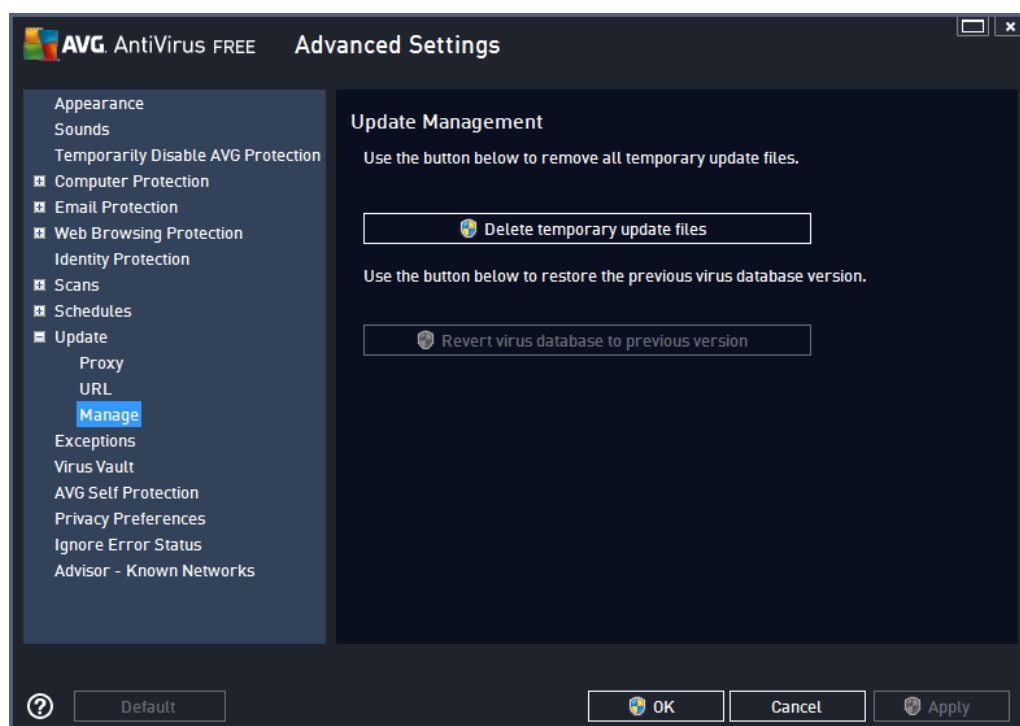 AVG. AntiVirus FREE Advanced Settings
Appearance
Sounds
Temporarily Disable AVG Protection
Computer Protection
Email Protection
Web Browsing Protection
Identity Protection
Scans
Schedules
Update
Proxy
URL
Manage
Exceptions
Virus Vault
AVG Self Protection
Privacy Preferences
Ignore Error Status
Advisor - Known Networks
Update Management
Use the button below to remove all temporary update files.
Delete temporary update files
Use the button below to restore the previous virus database version.
Revert virus database to previous version
? Default OK Cancel Apply